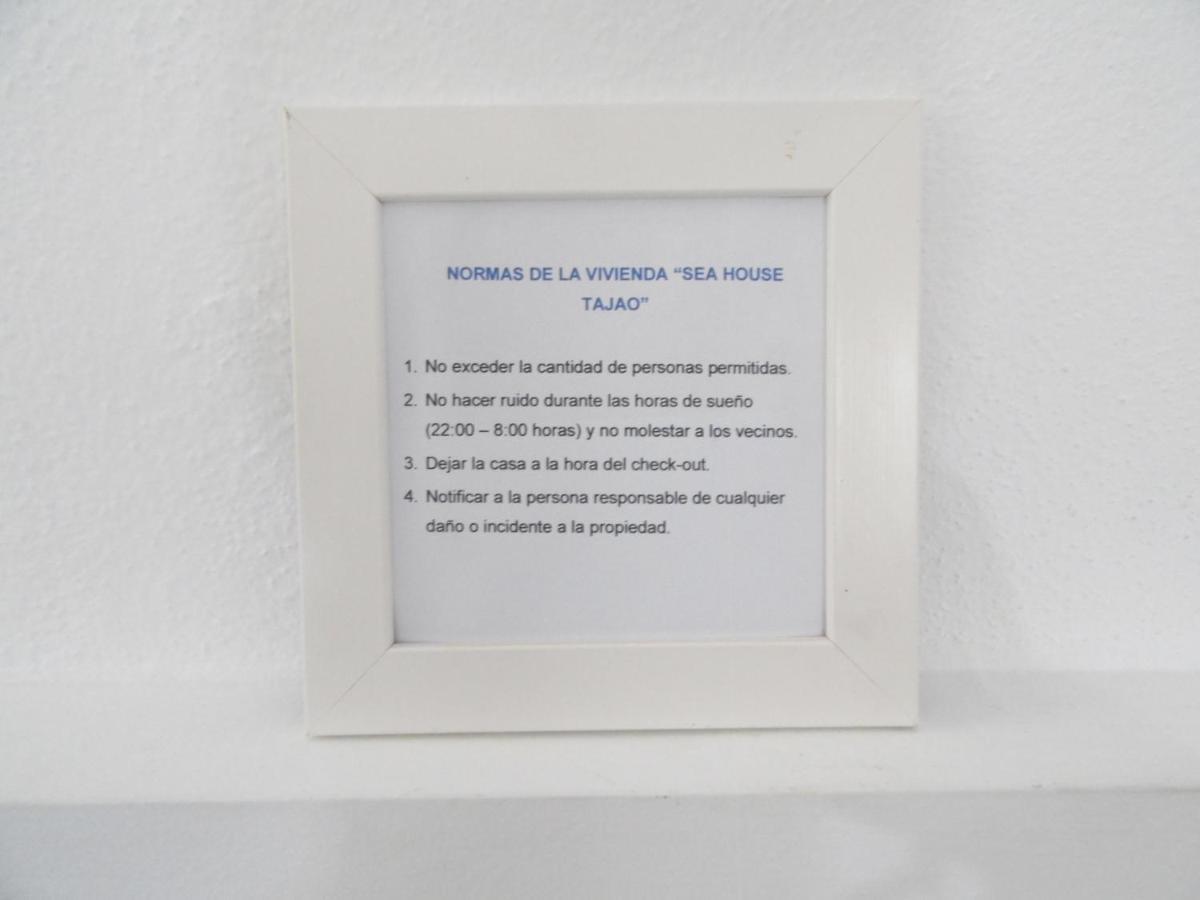 NORMAS DE LA VIVIENDA “SEA HOUSE
TAJAO”
1. No exceder la cantidad de personas permitidas.
2. No hacer ruido durante las horas de sueño
(22:00 – 8:00 horas) y no molestar a los vecinos.
3. Dejar la casa a la hora del check-out.
4. Notificar a la persona responsable de cualquier
daño o incidente a la propiedad.